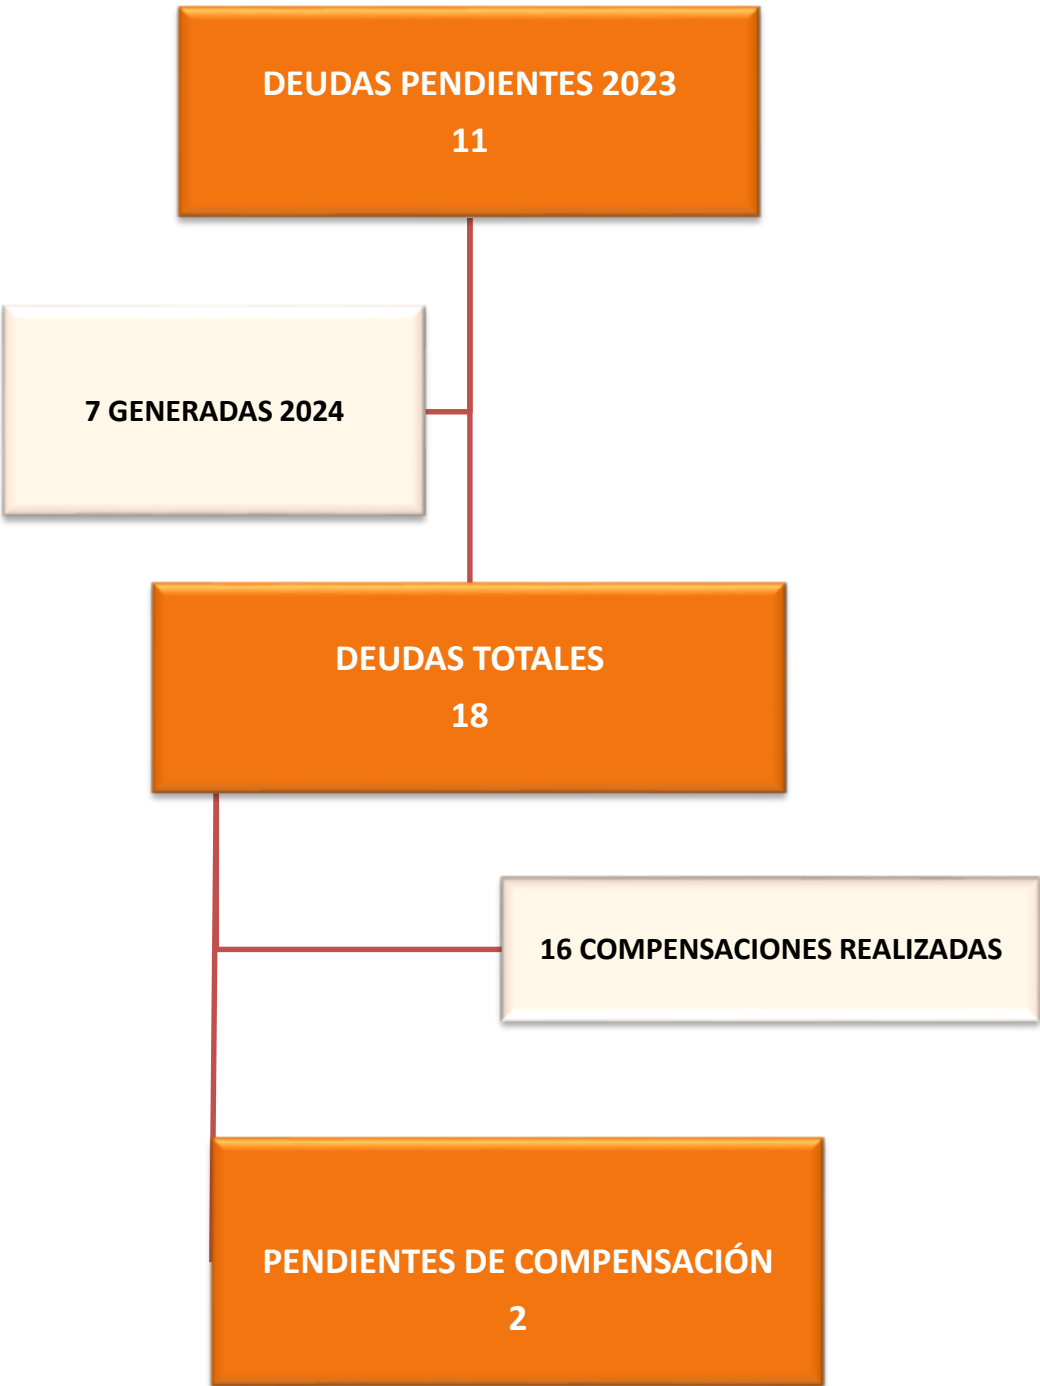 DEUDAS PENDIENTES 2023
11
7 GENERADAS 2024
DEUDAS TOTALES
18
16 COMPENSACIONES REALIZADAS
PENDIENTES DE COMPENSACIÓN
2